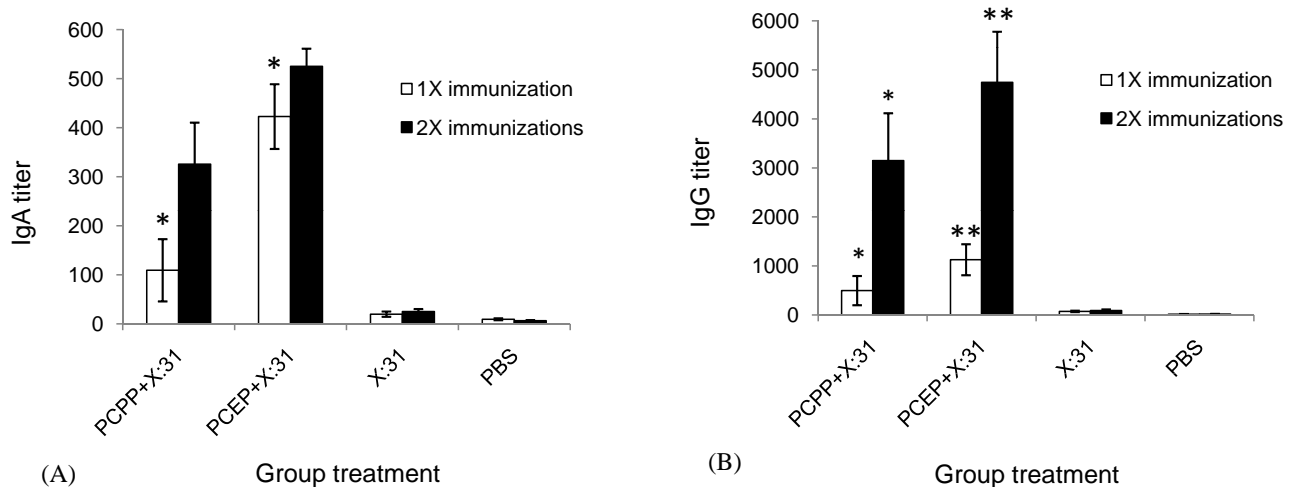 600
500
400
300
200
100
0
IgA titer
*
*
1X immunization
2X immunizations
PCPP+X:31
PCEP+X:31
X:31
PBS
(A)
Group treatment
6000
5000
4000
3000
2000
1000
0
IgG titer
*
*
**
**
1X immunization
2X immunizations
PCPP+X:31
PCEP+X:31
X:31
PBS
(B)
Group treatment